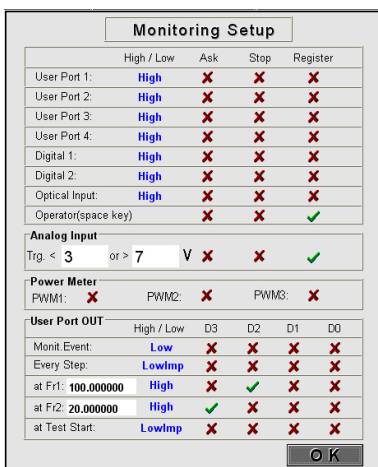 Monitoring Setup
High / Low Ask Stop Register
User Port 1: High
User Port 2: High
User Port 3: High
User Port 4: High
Digital 1: High
Digital 2: High
Optical Input: High
Operator(space key)
Analog Input
Trg. < 3 or > 7 V
Power Meter
PWM1: PWM2: PWM3:
User Port OUT
High / Low D3 D2 D1 D0
Monit.Event: Low
Every Step: LowImp
at Fr1: 100.000000 High
at Fr2: 20.000000 High
at Test Start: LowImp
O K